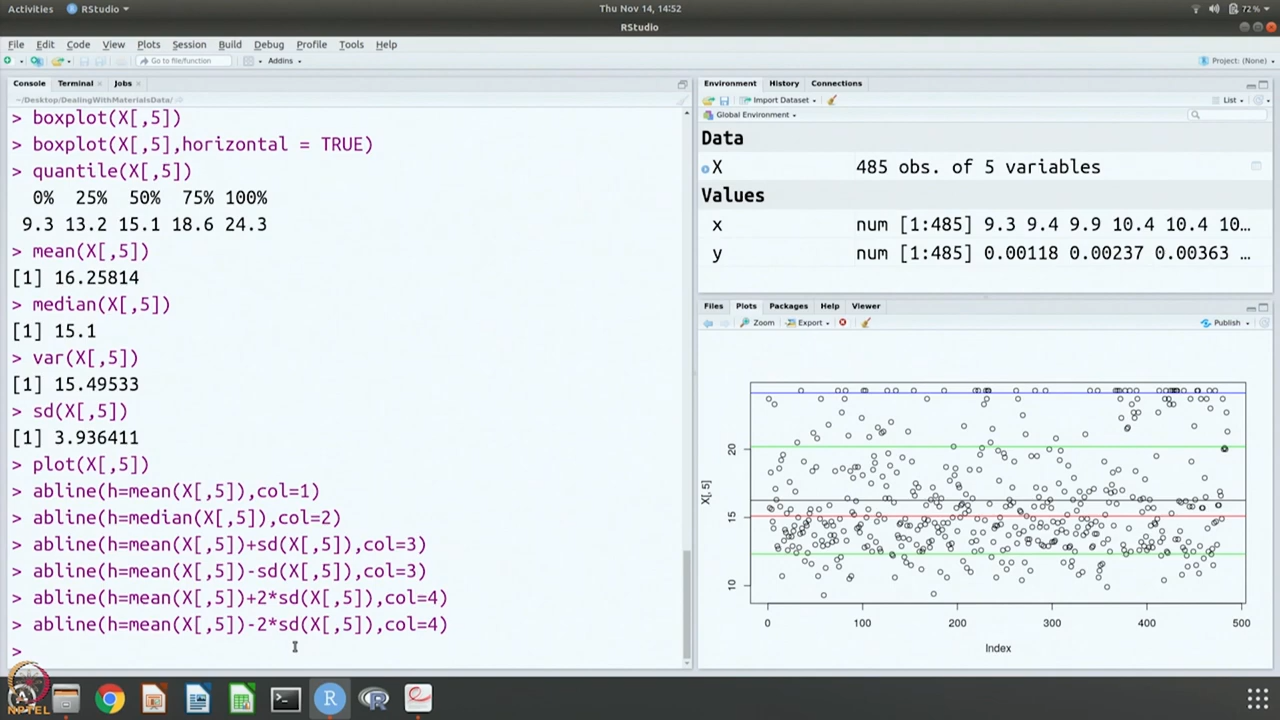 Activities RStudio Thu Nov 14, 14:52 72%
RStudio
File Edit Code View Plots Session Build Debug Profile Tools Help
Go to file/function Addins Project: (None)
Console Terminal Jobs
~/Desktop/DealingWithMaterialsData/
> boxplot(X[,5])
> boxplot(X[,5],horizontal = TRUE)
> quantile(X[,5])
0% 25% 50% 75% 100%
9.3 13.2 15.1 18.6 24.3
> mean(X[,5])
[1] 16.25814
> median(X[,5])
[1] 15.1
> var(X[,5])
[1] 15.49533
> sd(X[,5])
[1] 3.936411
> plot(X[,5])
> abline(h=mean(X[,5]),col=1)
> abline(h=median(X[,5]),col=2)
> abline(h=mean(X[,5])+sd(X[,5]),col=3)
> abline(h=mean(X[,5])-sd(X[,5]),col=3)
> abline(h=mean(X[,5])+2*sd(X[,5]),col=4)
> abline(h=mean(X[,5])-2*sd(X[,5]),col=4)
>
Environment History Connections
Import Dataset List
Global Environment
Data
X 485 obs. of 5 variables
Values
x num [1:485] 9.3 9.4 9.9 10.4 10.4 10...
y num [1:485] 0.00118 0.00237 0.00363 ...
Files Plots Packages Help Viewer
Zoom Export Publish
X[, 5]
20
15
10
0 100 200 300 400 500
Index
NPTEL